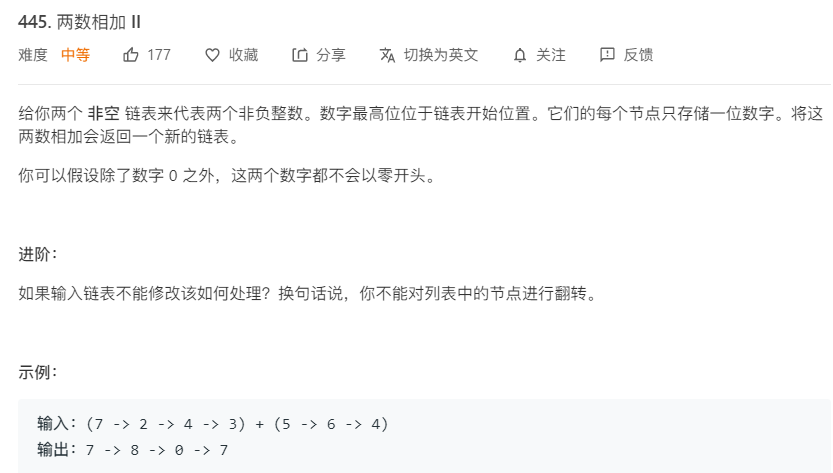 445. 两数相加 II
难度 中等 177 收藏 分享 切换为英文 关注 反馈
给你两个 非空 链表来代表两个非负整数。数字最高位位于链表开始位置。它们的每个节点只存储一位数字。将这
两数相加会返回一个新的链表。
你可以假设除了数字 0 之外，这两个数字都不会以零开头。
进阶：
如果输入链表不能修改该如何处理？换句话说，你不能对列表中的节点进行翻转。
示例：
输入：(7 -> 2 -> 4 -> 3) + (5 -> 6 -> 4)
输出：7 -> 8 -> 0 -> 7